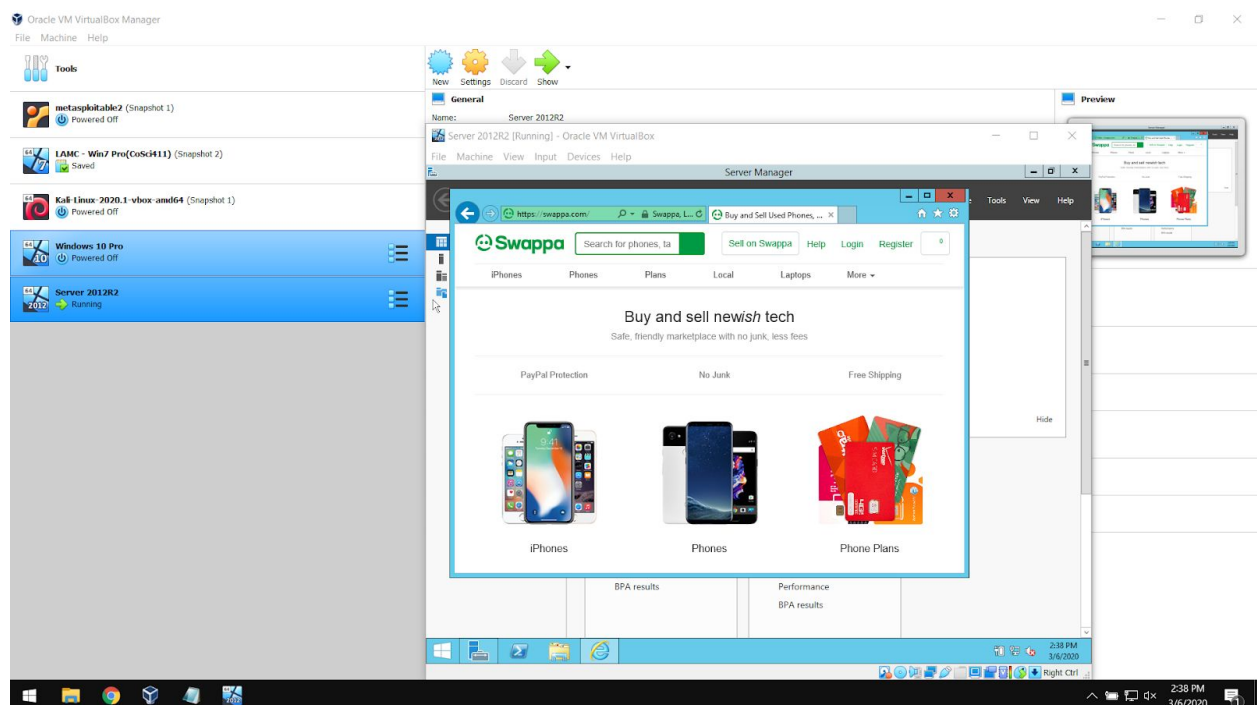 Oracle VM VirtualBox Manager
File Machine Help
Tools
New Settings Discard Show
metasploitable2 (Snapshot 1)
Powered Off
LAMC - Win7 Pro(CoSci411) (Snapshot 2)
Saved
Kali-Linux-2020.1-vbox-amd64 (Snapshot 1)
Powered Off
Windows 10 Pro
Powered Off
Server 2012R2
Running
General
Name: Server 2012R2
Preview
Server 2012R2 [Running] - Oracle VM VirtualBox
File Machine View Input Devices Help
Server Manager
Tools View Help
https://swappa.com/
Swappa, L...
Buy and Sell Used Phones, ...
Swappa
Search for phones, ta
Sell on Swappa Help Login Register 0
iPhones Phones Plans Local Laptops More
Buy and sell newish tech
Safe, friendly marketplace with no junk, less fees
PayPal Protection No Junk Free Shipping
9:41
iPhones Phones Phone Plans
Hide
BPA results
Performance
BPA results
2:38 PM
3/6/2020
Right Ctrl
2:38 PM
3/6/2020